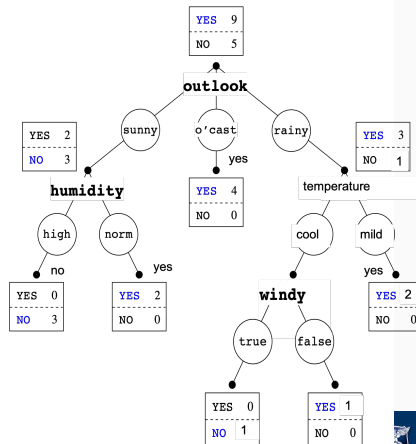 YES 9
NO 5
outlook
sunny
o'cast
rainy
YES 2
NO 3
yes
YES 3
NO 1
humidity
YES 4
NO 0
temperature
high
norm
cool
mild
no
yes
yes
YES 0
NO 3
YES 2
NO 0
windy
YES 2
NO 0
true
false
YES 0
NO 1
YES 1
NO 0